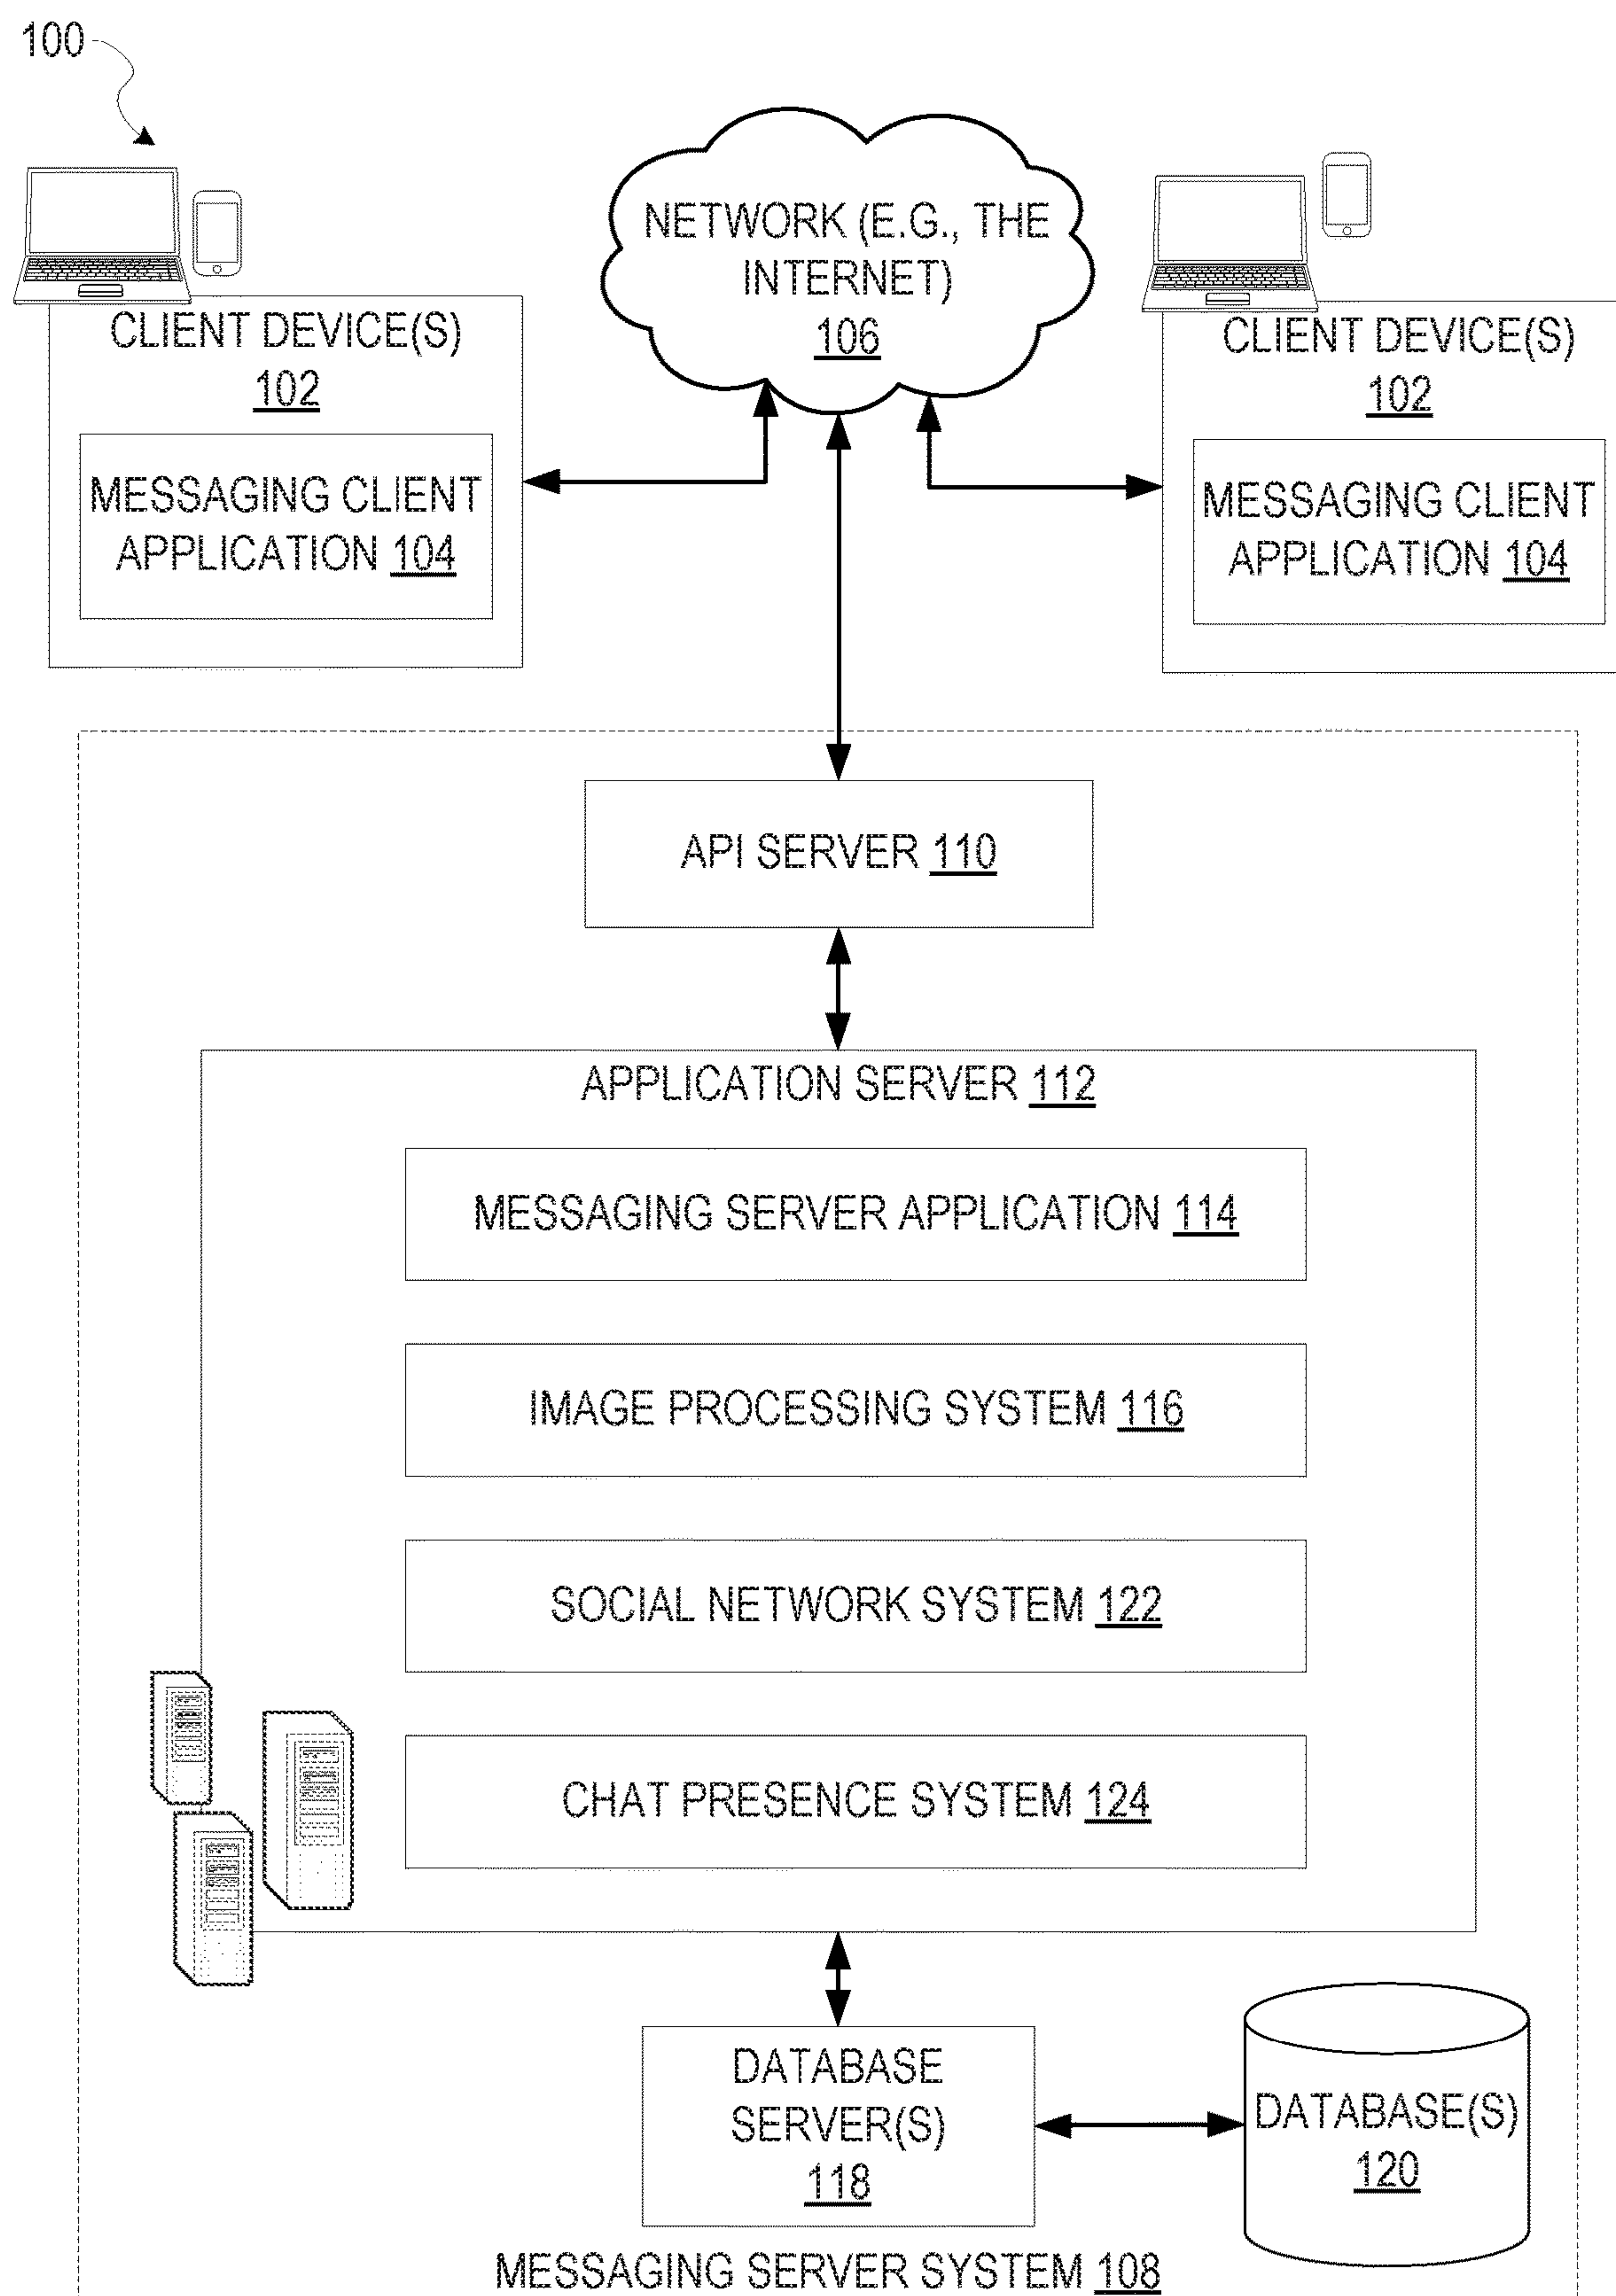 100
NETWORK (E.G., THE
INTERNET)
106
CLIENT DEVICE(S)
102
MESSAGING CLIENT
APPLICATION 104
CLIENT DEVICE(S)
102
MESSAGING CLIENT
APPLICATION 104
API SERVER 110
APPLICATION SERVER 112
MESSAGING SERVER APPLICATION 114
IMAGE PROCESSING SYSTEM 116
SOCIAL NETWORK SYSTEM 122
CHAT PRESENCE SYSTEM 124
DATABASE
SERVER(S)
118
DATABASE(S)
120
MESSAGING SERVER SYSTEM 108